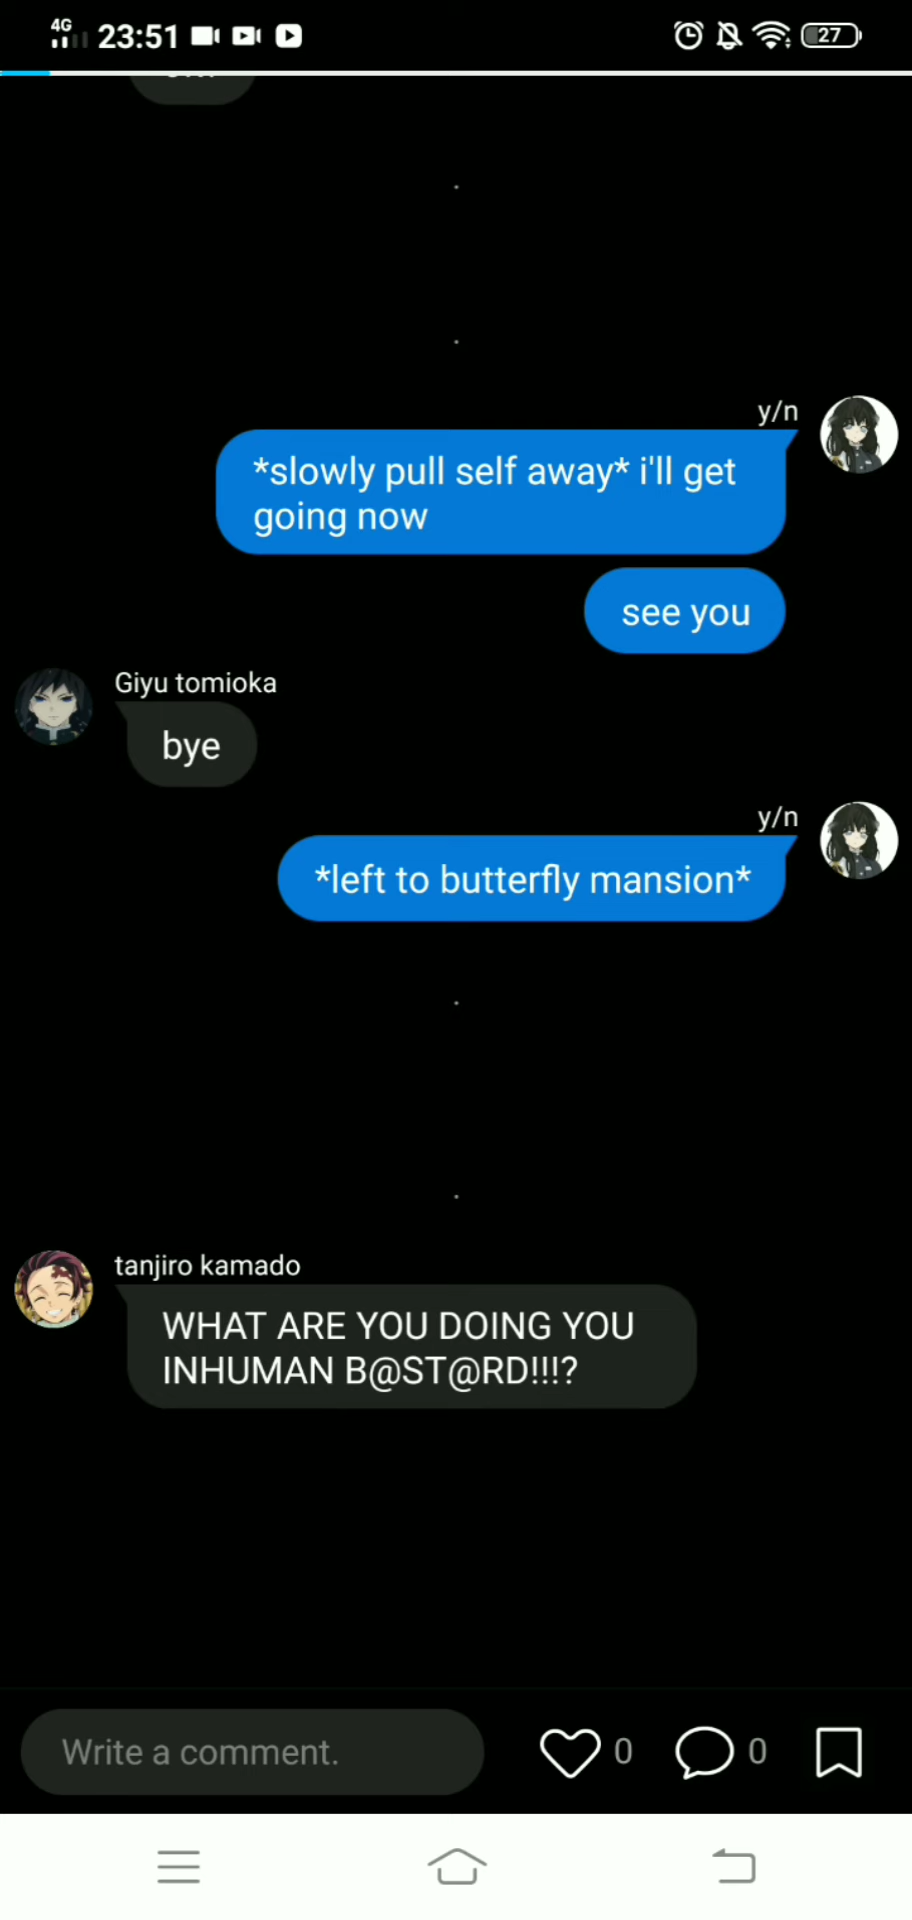 4G 23:51 27
y/n
*slowly pull self away* i'll get
going now
see you
Giyu tomioka
bye
y/n
*left to butterfly mansion*
tanjiro kamado
WHAT ARE YOU DOING YOU
INHUMAN B@ST@RD!!!?
Write a comment. 0 0